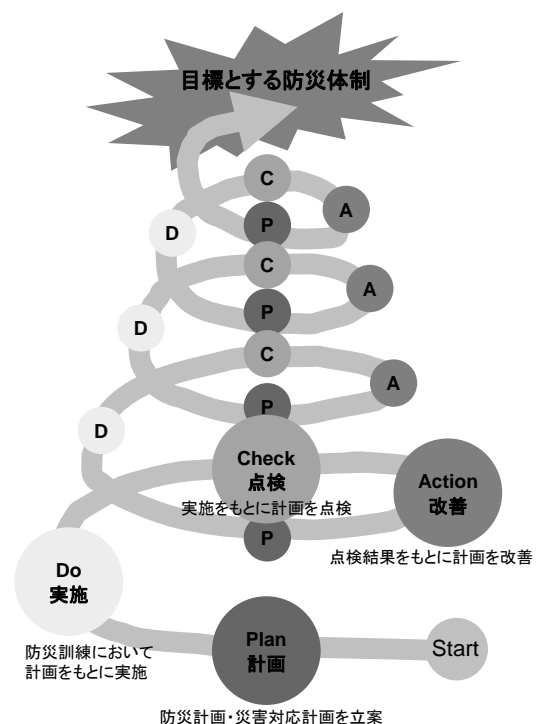 目標とする防災体制
C
A
P
D
C
A
P
D
C
A
P
D
Check
点検
実施をもとに計画を点検
Action
改善
点検結果をもとに計画を改善
P
Do
実施
防災訓練において
計画をもとに実施
Plan
計画
防災計画・災害対応計画を立案
Start